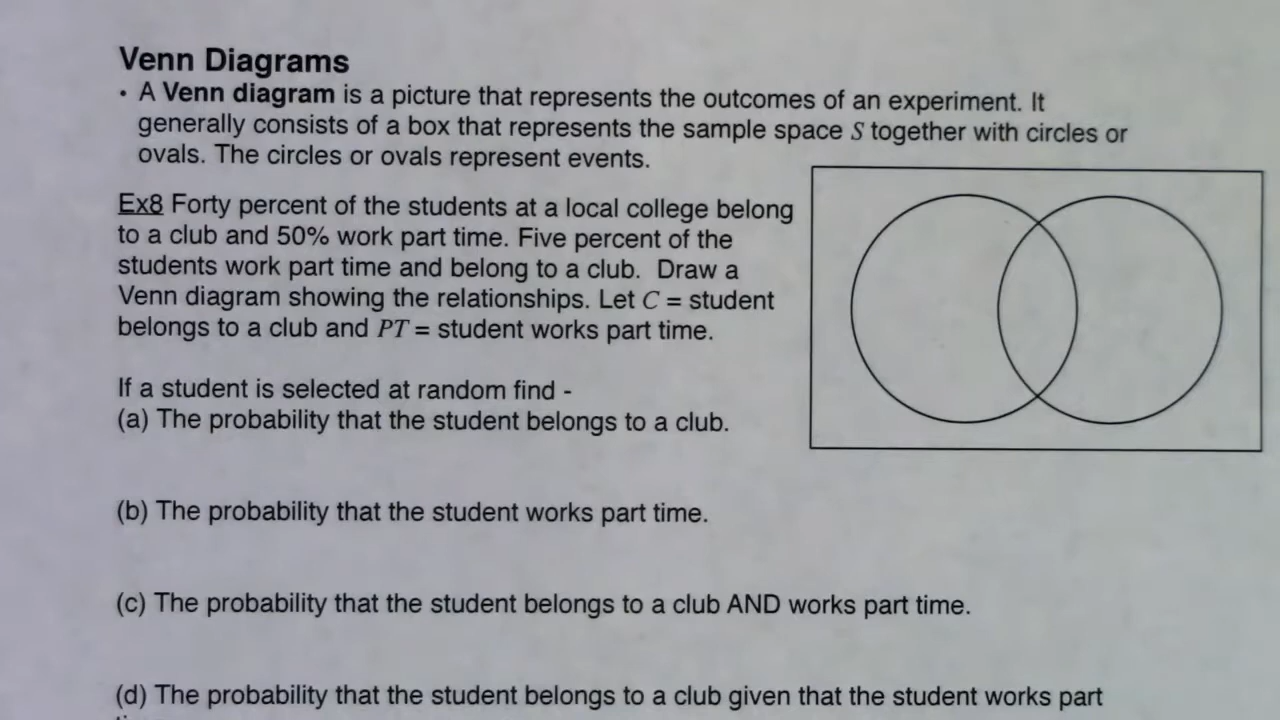 Venn Diagrams
• A Venn diagram is a picture that represents the outcomes of an experiment. It
generally consists of a box that represents the sample space S together with circles or
ovals. The circles or ovals represent events.
Ex8 Forty percent of the students at a local college belong
to a club and 50% work part time. Five percent of the
students work part time and belong to a club. Draw a
Venn diagram showing the relationships. Let C = student
belongs to a club and PT = student works part time.
If a student is selected at random find -
(a) The probability that the student belongs to a club.
(b) The probability that the student works part time.
(c) The probability that the student belongs to a club AND works part time.
(d) The probability that the student belongs to a club given that the student works part